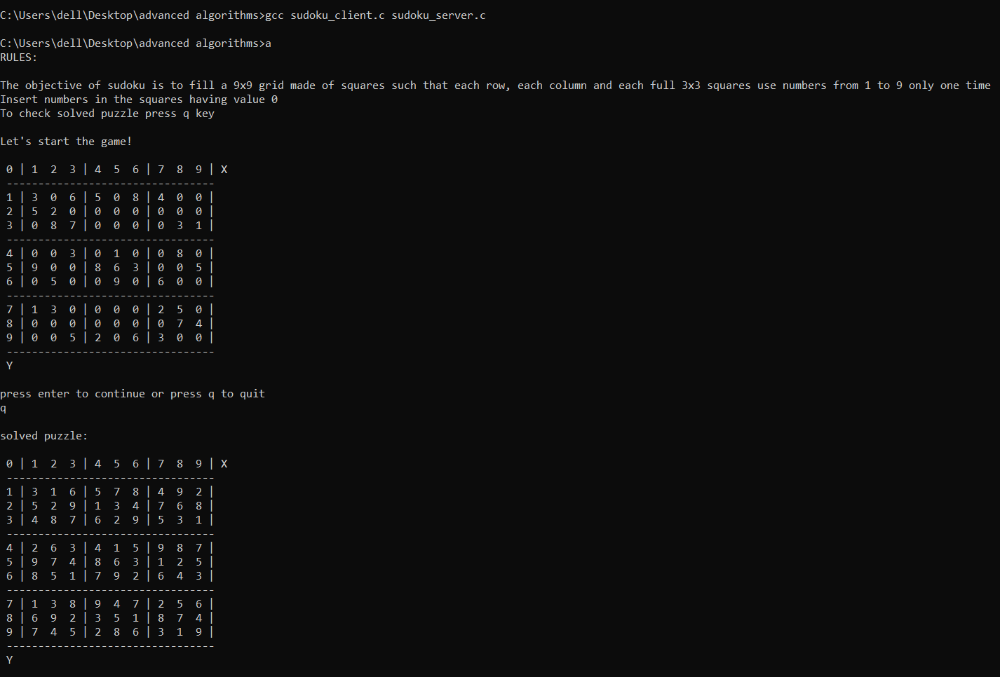 C:\Users\dell\Desktop\advanced algorithms>gcc sudoku_client.c sudoku_server.c
C:\Users\dell\Desktop\advanced algorithms>a
RULES:
The objective of sudoku is to fill a 9x9 grid made of squares such that each row, each column and each full 3x3 squares use numbers from 1 to 9 only one time
Insert numbers in the squares having value 0
To check solved puzzle press q key
Let's start the game!
0 | 1  2  3 | 4  5  6 | 7  8  9 | X
---------------------------------
1 | 3  0  6 | 5  0  8 | 4  0  0 |
2 | 5  2  0 | 0  0  0 | 0  0  0 |
3 | 0  8  7 | 0  0  0 | 0  3  1 |
---------------------------------
4 | 0  0  3 | 0  1  0 | 0  8  0 |
5 | 9  0  0 | 8  6  3 | 0  0  5 |
6 | 0  5  0 | 0  9  0 | 6  0  0 |
---------------------------------
7 | 1  3  0 | 0  0  0 | 2  5  0 |
8 | 0  0  0 | 0  0  0 | 0  7  4 |
9 | 0  0  5 | 2  0  6 | 3  0  0 |
---------------------------------
Y
press enter to continue or press q to quit
q
solved puzzle:
0 | 1  2  3 | 4  5  6 | 7  8  9 | X
---------------------------------
1 | 3  1  6 | 5  7  8 | 4  9  2 |
2 | 5  2  9 | 1  3  4 | 7  6  8 |
3 | 4  8  7 | 6  2  9 | 5  3  1 |
---------------------------------
4 | 2  6  3 | 4  1  5 | 9  8  7 |
5 | 9  7  4 | 8  6  3 | 1  2  5 |
6 | 8  5  1 | 7  9  2 | 6  4  3 |
---------------------------------
7 | 1  3  8 | 9  4  7 | 2  5  6 |
8 | 6  9  2 | 3  5  1 | 8  7  4 |
9 | 7  4  5 | 2  8  6 | 3  1  9 |
---------------------------------
Y